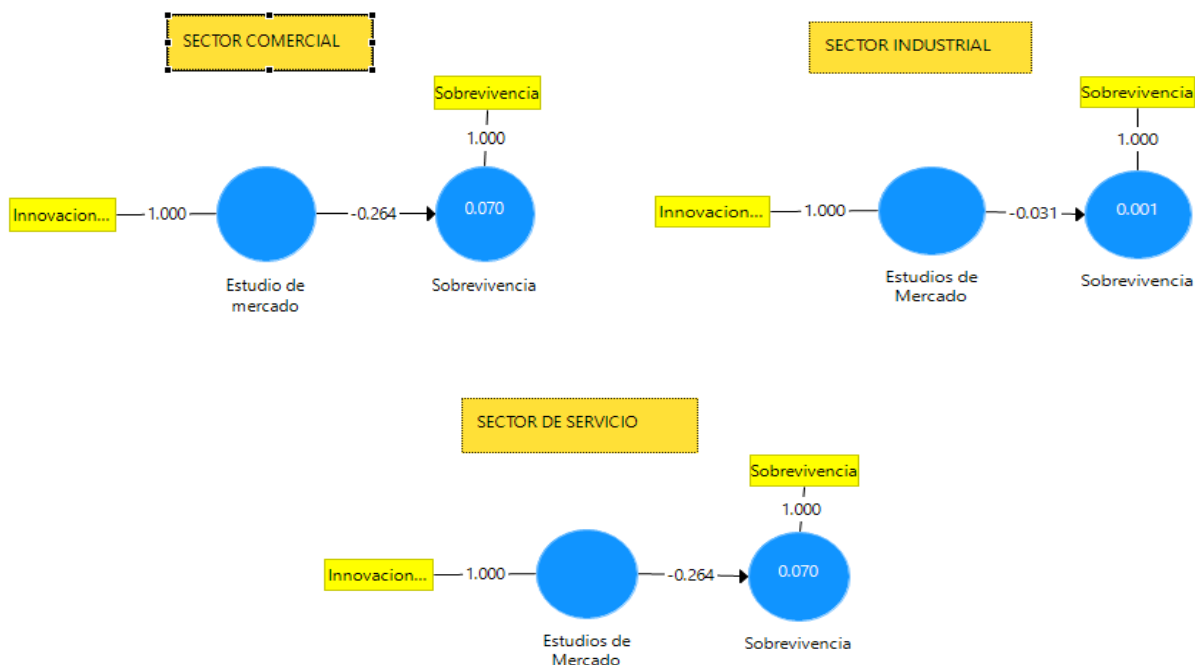 SECTOR COMERCIAL
Sobrevivencia
1.000
Innovacion...
1.000
-0.264
0.070
Estudio de
mercado
Sobrevivencia
SECTOR INDUSTRIAL
Sobrevivencia
1.000
Innovacion...
1.000
-0.031
0.001
Estudios de
Mercado
Sobrevivencia
SECTOR DE SERVICIO
Sobrevivencia
1.000
Innovacion...
1.000
-0.264
0.070
Estudios de
Mercado
Sobrevivencia